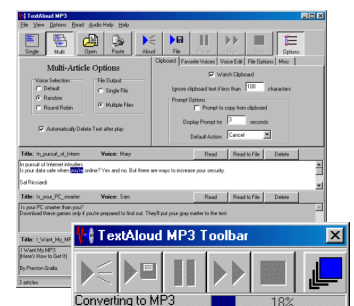 TextAloud MP3
File View Options Read Audio Help Help
Single Multi Open Paste Aloud File Options
Multi-Article Options
Voice Selection
Default
Random
Round Robin
File Output
Single File
Multiple Files
Automatically Delete Text after play
Clipboard Favorite Voices Voice Edit File Options Misc
Watch Clipboard
Ignore clipboard text if less than 100 characters
Prompt Options
Prompt to copy from clipboard
Display Prompt for 3 seconds
Default Action: Cancel
Title: In_pursuit_of_Intern Voice: Mary Read Read to File Delete
In pursuit of Internet intruders
Is your data safe when you're online? Yes and no. But there are ways to increase your security.
Sal Ricciardi
Title: Is_your_PC_smarter Voice: Sam Read Read to File Delete
Is your PC smarter than you?
Download these games only if you're prepared to find out. They'll put your gray matter to the test.
Title: I_Want_My_MP
I Want My MP3
(Here's How to Get It)
By Preston Gralla
3 articles
TextAloud MP3 Toolbar
Converting to MP3 18%